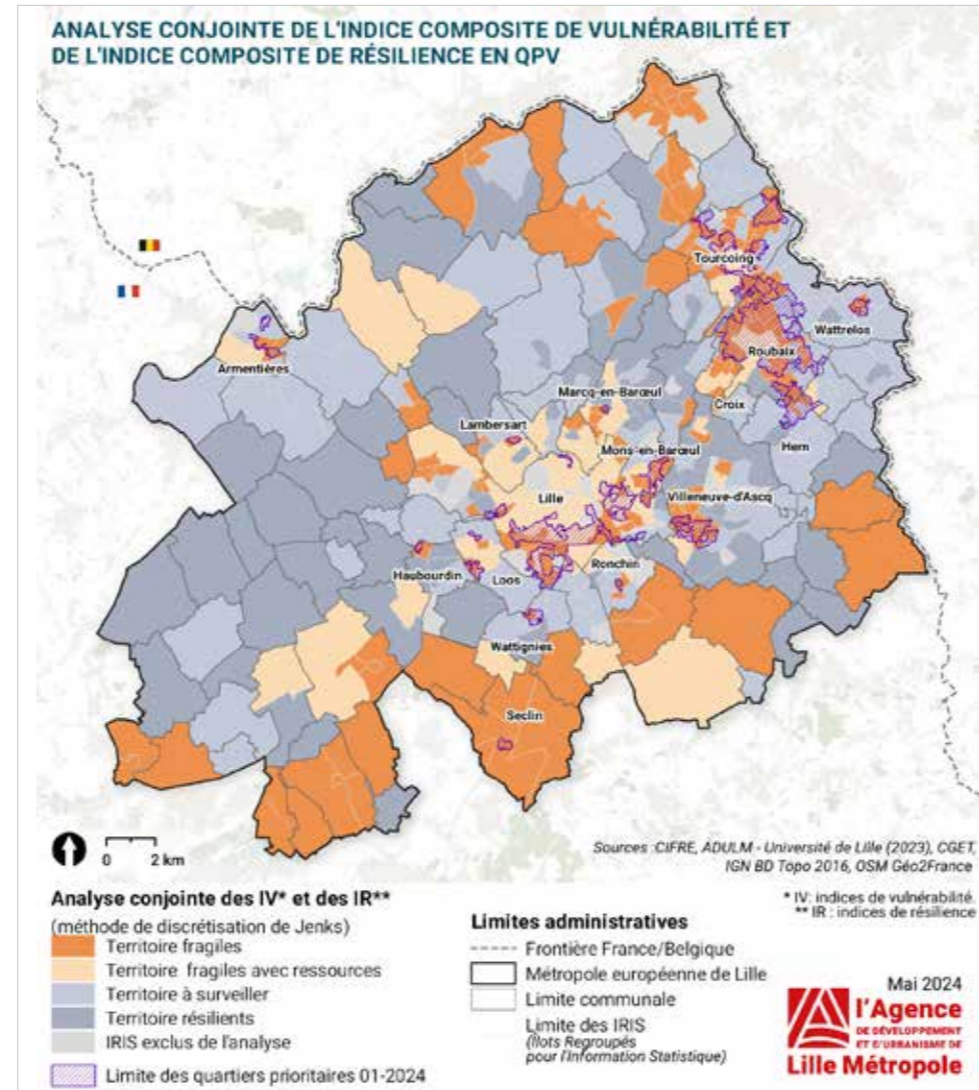 ANALYSE CONJOINTE DE L'INDICE COMPOSITE DE VULNÉRABILITÉ ET
DE L'INDICE COMPOSITE DE RÉSILIENCE EN QPV
Tourcoing
Wattrelos
Armentières
Roubaix
Marcq-en-Barœul
Croix
Lambersart
Mons-en-Barœul
Hem
Lille
Villeneuve-d'Ascq
Haubourdin
Loos
Ronchin
Wattignies
Seclin
0 2 km
Sources :CIFRE, ADULM - Université de Lille (2023), CGET,
IGN BD Topo 2016, OSM Géo2France
Analyse conjointe des IV* et des IR**
(méthode de discrétisation de Jenks)
Territoire fragiles
Territoire fragiles avec ressources
Territoire à surveiller
Territoire résilients
IRIS exclus de l'analyse
Limite des quartiers prioritaires 01-2024
Limites administratives
Frontière France/Belgique
Métropole européenne de Lille
Limite communale
Limite des IRIS
(Îlots Regroupés
pour l'Information Statistique)
* IV: indices de vulnérabilité.
** IR : indices de résilience
Mai 2024
l'Agence
DE DÉVELOPPEMENT
ET D'URBANISME DE
Lille Métropole